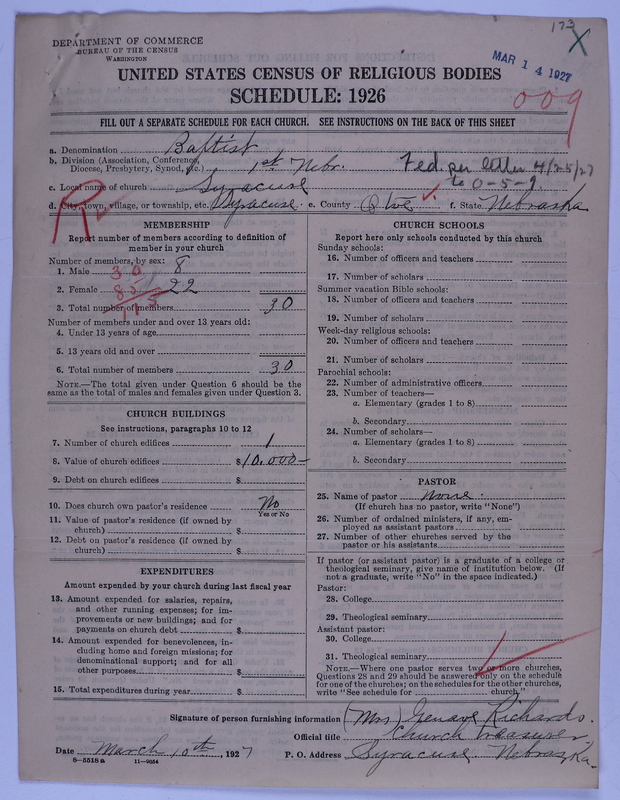 173
X
DEPARTMENT OF COMMERCE
BUREAU OF THE CENSUS
WASHINGTON
MAR 14 1927
UNITED STATES CENSUS OF RELIGIOUS BODIES
SCHEDULE: 1926
009
FILL OUT A SEPARATE SCHEDULE FOR EACH CHURCH. SEE INSTRUCTIONS ON THE BACK OF THIS SHEET
a. Denomination Baptist
b. Division (Association, Conference, Diocese, Presbytery, Synod, etc.) 1st Nebr.
Fed. per letter 4/25/27
to 0-5-9
c. Local name of church Syracuse
d. City, town, village, or township, etc. Syracuse e. County Otoe f. State Nebraska
MEMBERSHIP
Report number of members according to definition of
member in your church
Number of members, by sex:
1. Male 30 8
2. Female 85 22
3. Total number of members 115 30
Number of members under and over 13 years old:
4. Under 13 years of age
5. 13 years old and over
6. Total number of members 30
NOTE.—The total given under Question 6 should be the
same as the total of males and females given under Question 3.
CHURCH BUILDINGS
See instructions, paragraphs 10 to 12
7. Number of church edifices 1
8. Value of church edifices $10.000-
9. Debt on church edifices $
10. Does church own pastor's residence No
Yes or No
11. Value of pastor's residence (if owned by
church) $
12. Debt on pastor's residence (if owned by
church) $
EXPENDITURES
Amount expended by your church during last fiscal year
13. Amount expended for salaries, repairs,
and other running expenses; for im-
provements or new buildings; and for
payments on church debt $
14. Amount expended for benevolences, in-
cluding home and foreign missions; for
denominational support; and for all
other purposes $
15. Total expenditures during year $
CHURCH SCHOOLS
Report here only schools conducted by this church
Sunday schools:
16. Number of officers and teachers
17. Number of scholars
Summer vacation Bible schools:
18. Number of officers and teachers
19. Number of scholars
Week-day religious schools:
20. Number of officers and teachers
21. Number of scholars
Parochial schools:
22. Number of administrative officers
23. Number of teachers—
a. Elementary (grades 1 to 8)
b. Secondary
24. Number of scholars—
a. Elementary (grades 1 to 8)
b. Secondary
PASTOR
25. Name of pastor None.
(If church has no pastor, write "None")
26. Number of ordained ministers, if any, em-
ployed as assistant pastors
27. Number of other churches served by the
pastor or his assistants
If pastor (or assistant pastor) is a graduate of a college or
theological seminary, give name of institution below. (If
not a graduate, write "No" in the space indicated.)
Pastor:
28. College
29. Theological seminary
Assistant pastor:
30. College
31. Theological seminary
NOTE.—Where one pastor serves two or more churches,
Questions 28 and 29 should be answered only on the schedule
for one of the churches; on the schedules for the other churches,
write "See schedule for church."
Signature of person furnishing information (Mrs) Genave Richards.
Official title Church treasurer,
Date March 10th, 1927 P. O. Address Syracuse Nebraska.
8—5518 a 11—9054